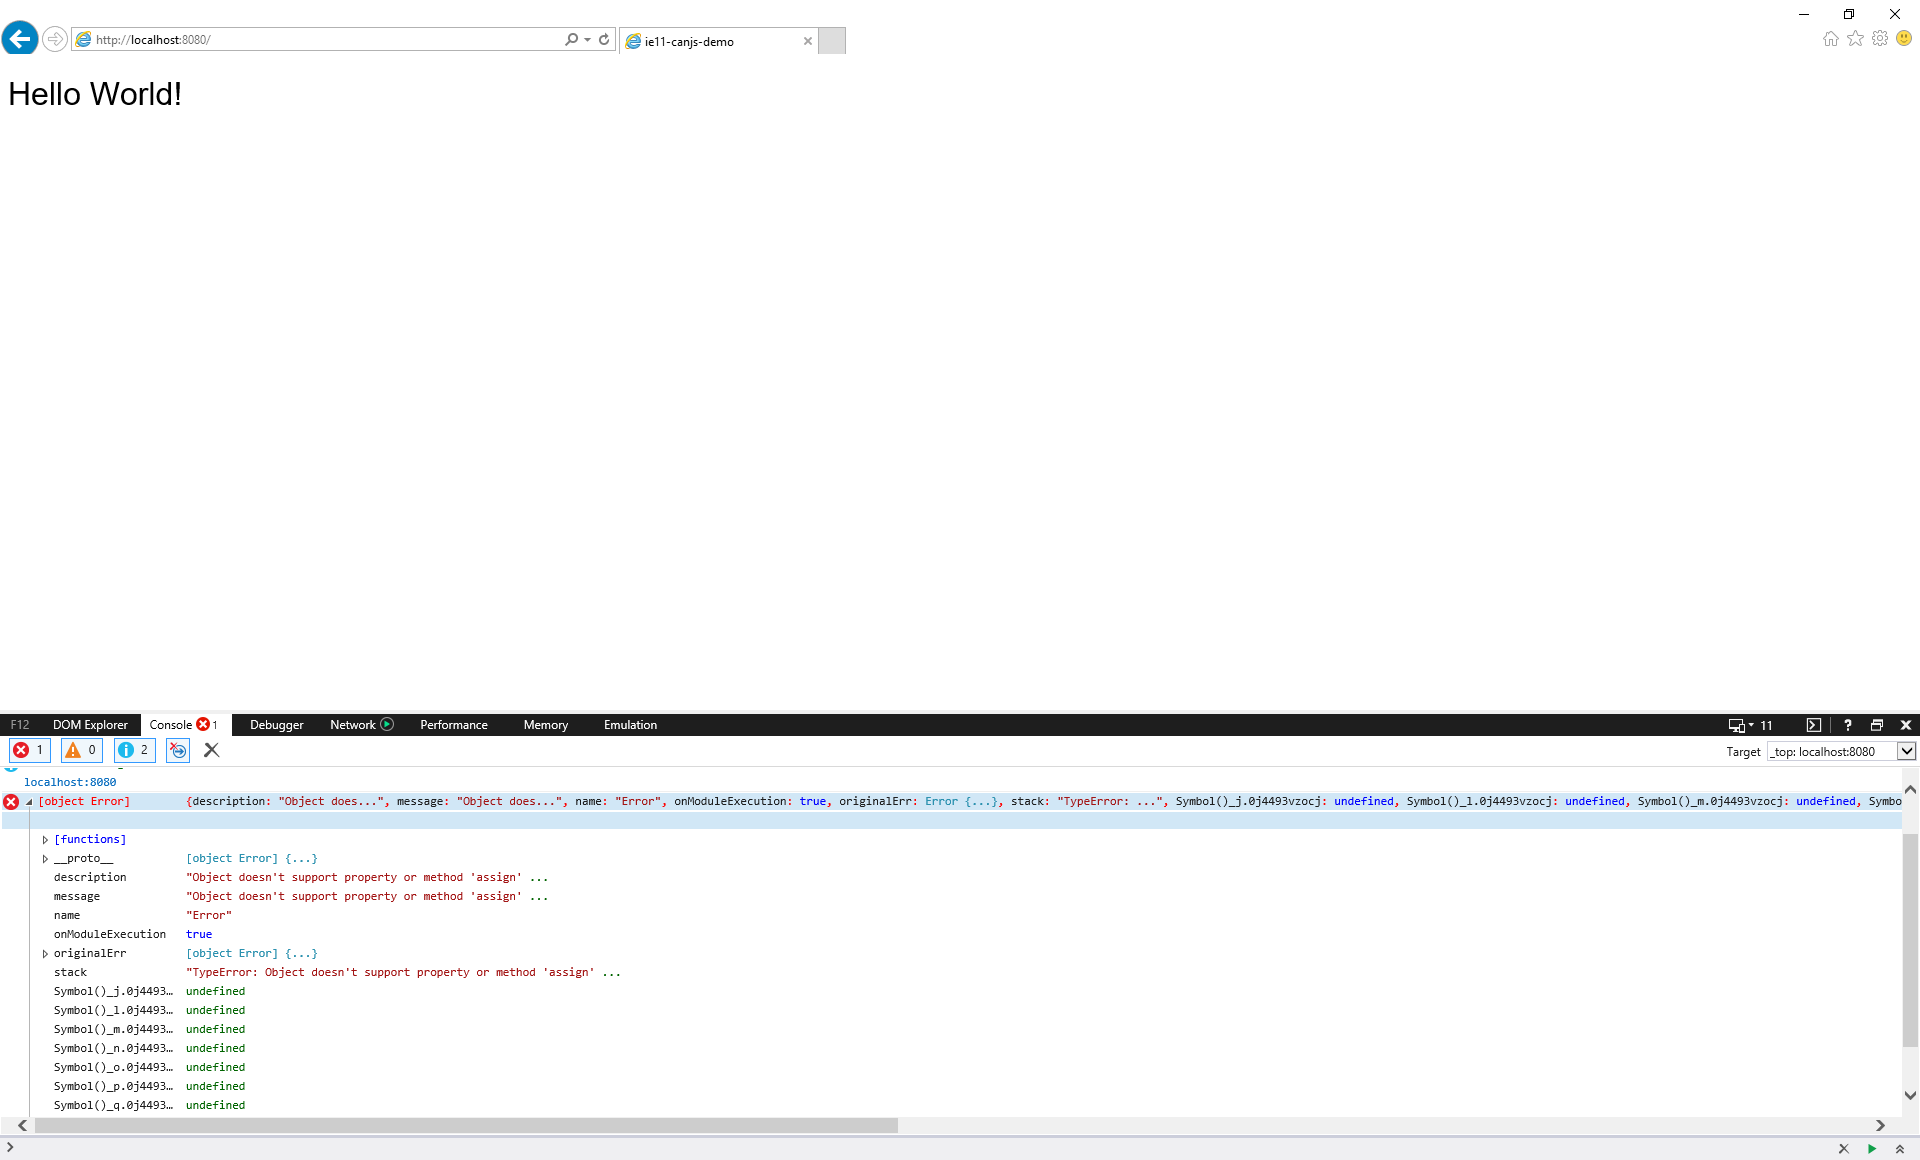 http://localhost:8080/
ie11-canjs-demo
Hello World!
F12 DOM Explorer Console 1 Debugger Network Performance Memory Emulation 11 ?
1 0 2 Target _top: localhost:8080
localhost:8080
[object Error] {description: "Object does...", message: "Object does...", name: "Error", onModuleExecution: true, originalErr: Error {...}, stack: "TypeError: ...", Symbol()_j.0j4493vzocj: undefined, Symbol()_l.0j4493vzocj: undefined, Symbol()_m.0j4493vzocj: undefined, Symbo
[functions]
__proto__ [object Error] {...}
description "Object doesn't support property or method 'assign' ...
message "Object doesn't support property or method 'assign' ...
name "Error"
onModuleExecution true
originalErr [object Error] {...}
stack "TypeError: Object doesn't support property or method 'assign' ...
Symbol()_j.0j4493… undefined
Symbol()_l.0j4493… undefined
Symbol()_m.0j4493… undefined
Symbol()_n.0j4493… undefined
Symbol()_o.0j4493… undefined
Symbol()_p.0j4493… undefined
Symbol()_q.0j4493… undefined